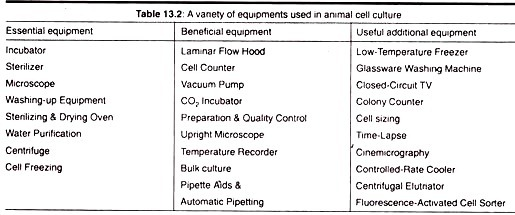 Table 13.2: A variety of equipments used in animal cell culture
Essential equipment Beneficial equipment Useful additional equipment
Incubator Laminar Flow Hood Low-Temperature Freezer
Sterilizer Cell Counter Glassware Washing Machine
Microscope Vacuum Pump Closed-Circuit TV
Washing-up Equipment CO₂ Incubator Colony Counter
Sterilizing & Drying Oven Preparation & Quality Control Cell sizing
Water Purification Upright Microscope Time-Lapse
Centrifuge Temperature Recorder Cinemicrography
Cell Freezing Bulk culture Controlled-Rate Cooler
Pipette Aids & Centrifugal Elutnator
Automatic Pipetting Fluorescence-Activated Cell Sorter